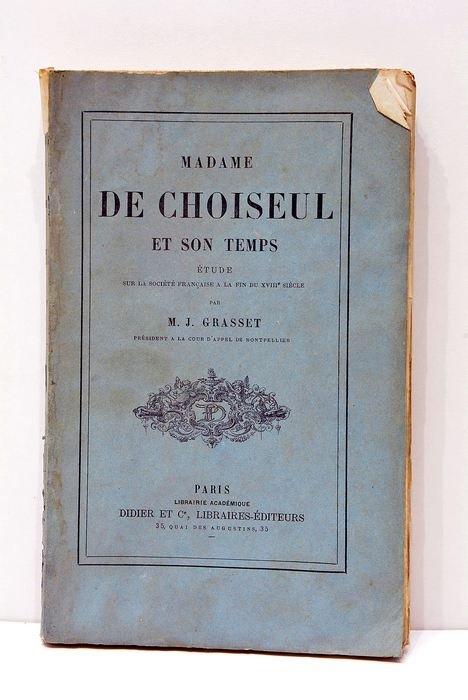 MADAME
DE CHOISEUL
ET SON TEMPS
ÉTUDE
SUR LA SOCIÉTÉ FRANÇAISE A LA FIN DU XVIIIᵉ SIÈCLE
PAR
M. J. GRASSET
PRÉSIDENT A LA COUR D'APPEL DE MONTPELLIER
PARIS
LIBRAIRIE ACADÉMIQUE
DIDIER ET Cᵉ, LIBRAIRES-ÉDITEURS
35, QUAI DES AUGUSTINS, 35